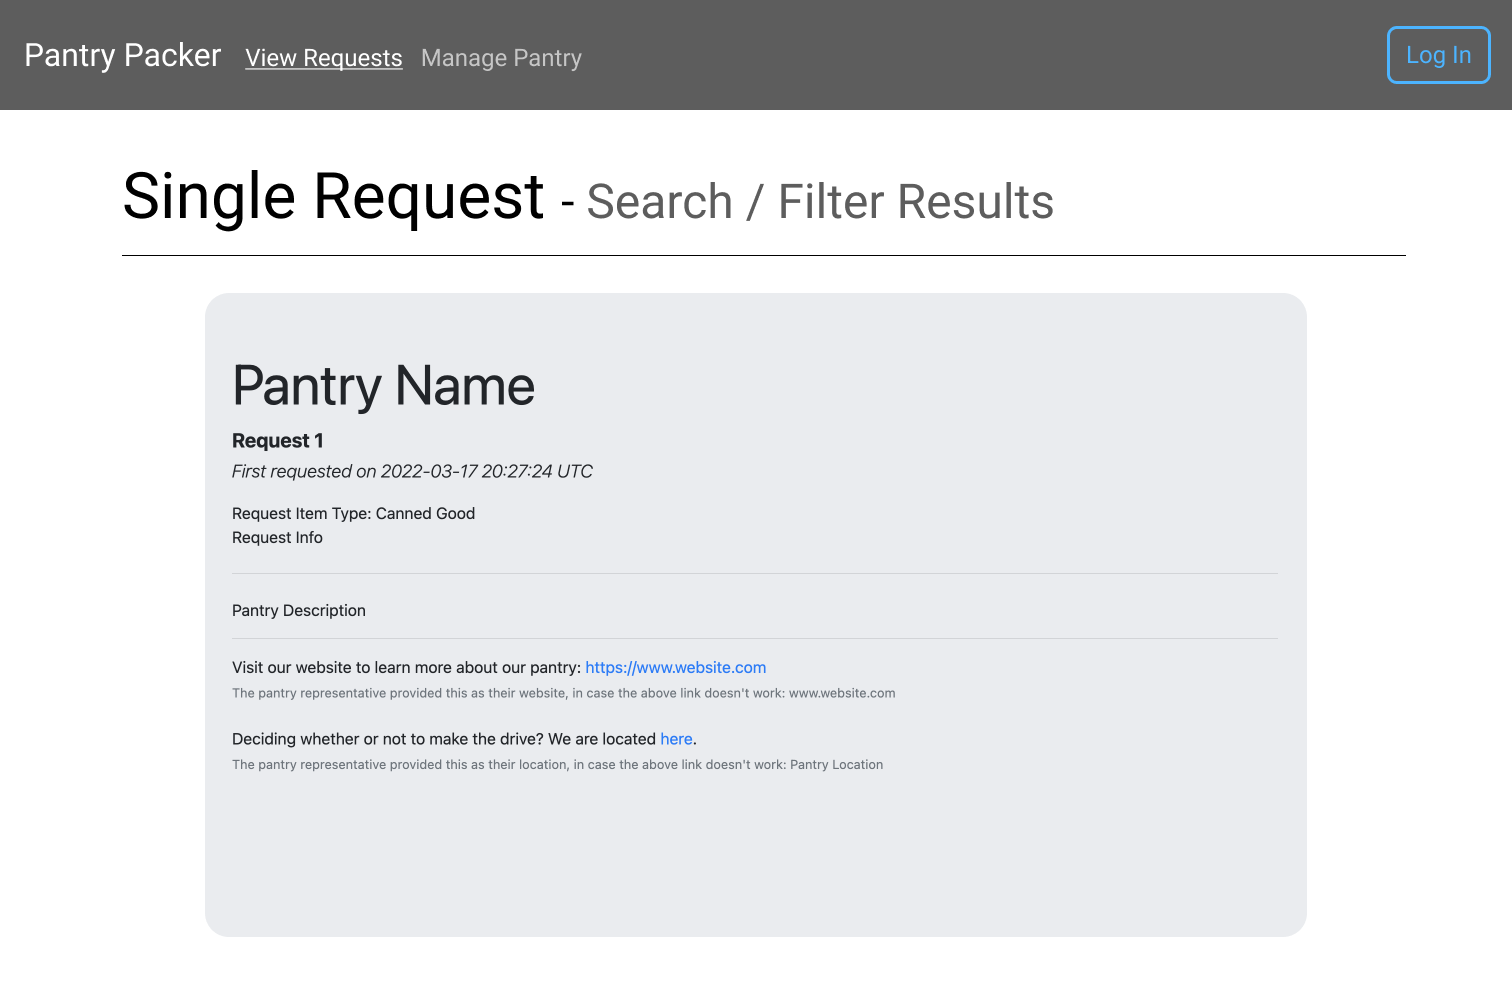 Pantry Packer View Requests Manage Pantry Log In
Single Request - Search / Filter Results
Pantry Name
Request 1
First requested on 2022-03-17 20:27:24 UTC
Request Item Type: Canned Good
Request Info
Pantry Description
Visit our website to learn more about our pantry: https://www.website.com
The pantry representative provided this as their website, in case the above link doesn't work: www.website.com
Deciding whether or not to make the drive? We are located here.
The pantry representative provided this as their location, in case the above link doesn't work: Pantry Location